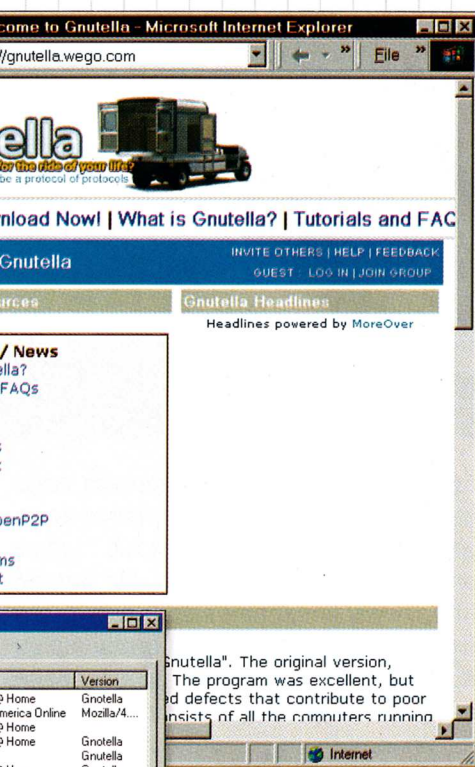 come to Gnutella - Microsoft Internet Explorer
//gnutella.wego.com
File
ella
for the ride of your life?
be a protocol of protocols
nload Now! | What is Gnutella? | Tutorials and FAQ
Gnutella
INVITE OTHERS | HELP | FEEDBACK
GUEST : LOG IN | JOIN GROUP
urces
Gnutella Headlines
Headlines powered by MoreOver
/ News
ella?
FAQs
s
penP2P
ms
t
Version
@ Home Gnotella
merica Online Mozilla/4....
@ Home
@ Home Gnotella
Gnutella
Gnutella". The original version,
The program was excellent, but
ed defects that contribute to poor
nsists of all the computers running
Internet